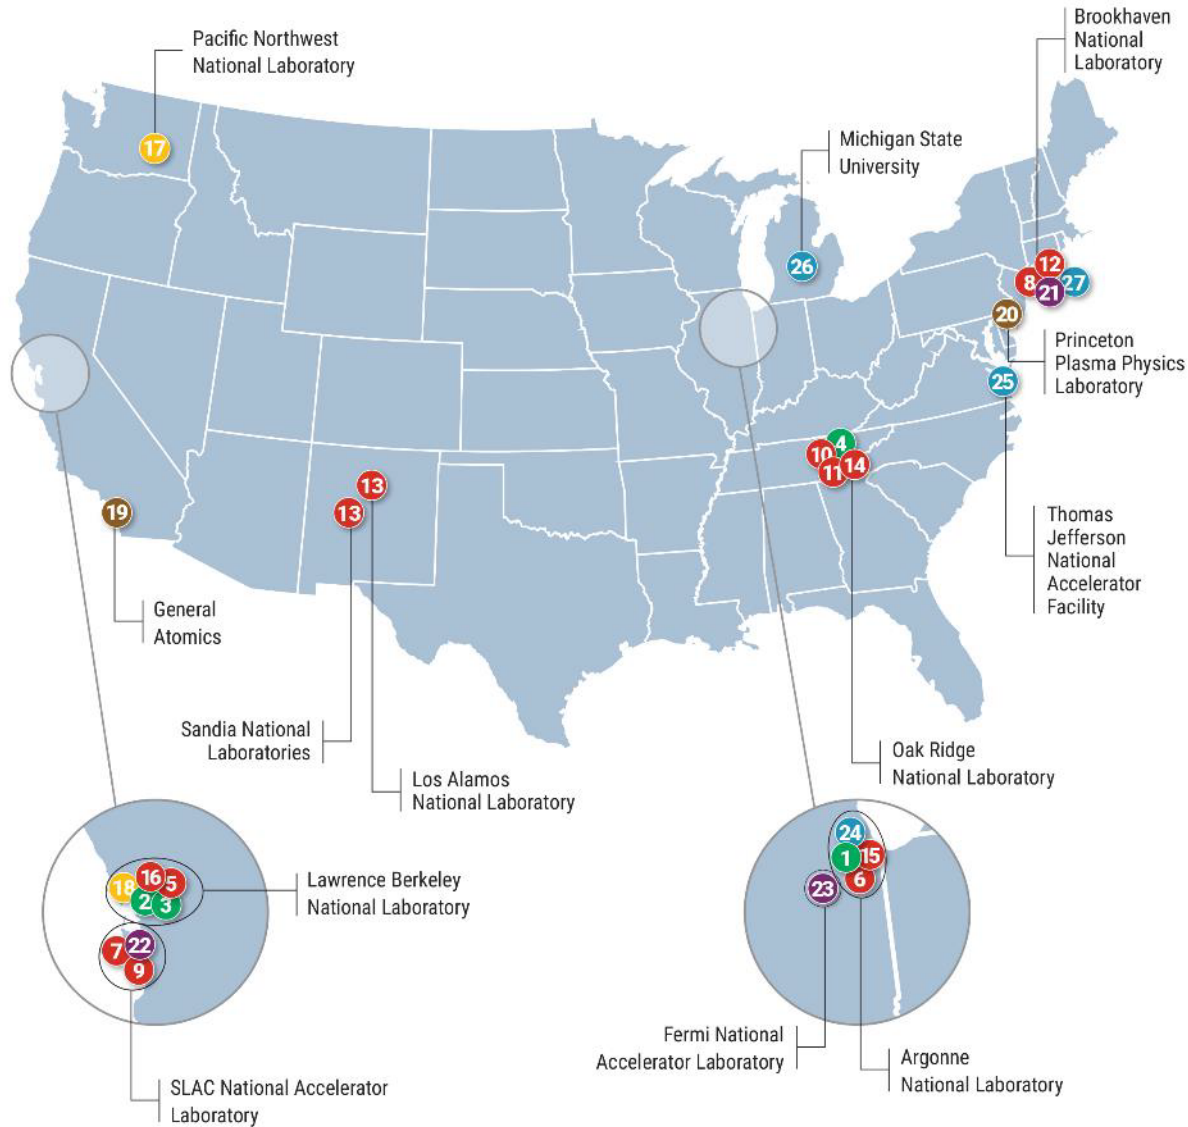 Brookhaven
National
Laboratory
Pacific Northwest
National Laboratory
17
Michigan State
University
26
12
8
27
21
20
Princeton
Plasma Physics
Laboratory
25
4
10
14
11
13
13
19
Thomas
Jefferson
National
Accelerator
Facility
General
Atomics
Sandia National
Laboratories
Los Alamos
National Laboratory
Oak Ridge
National Laboratory
16
5
18
2
3
Lawrence Berkeley
National Laboratory
22
7
9
24
1
15
6
23
Fermi National
Accelerator Laboratory
Argonne
National Laboratory
SLAC National Accelerator
Laboratory